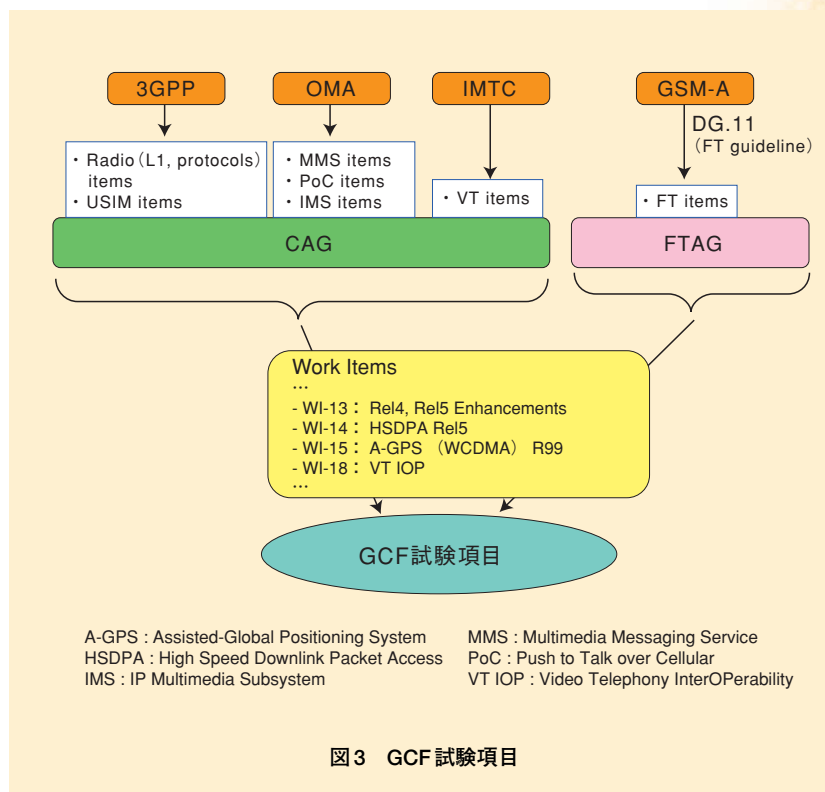 3GPP
OMA
IMTC
GSM-A
DG.11
（FT guideline）
・Radio（L1, protocols）
items
・USIM items
・MMS items
・PoC items
・IMS items
・VT items
・FT items
CAG
FTAG
Work Items
…
- WI-13： Rel4, Rel5 Enhancements
- WI-14： HSDPA Rel5
- WI-15： A-GPS （WCDMA） R99
- WI-18： VT IOP
…
GCF試験項目
A-GPS : Assisted-Global Positioning System
HSDPA : High Speed Downlink Packet Access
IMS : IP Multimedia Subsystem
MMS : Multimedia Messaging Service
PoC : Push to Talk over Cellular
VT IOP : Video Telephony InterOPerability
図3　GCF試験項目